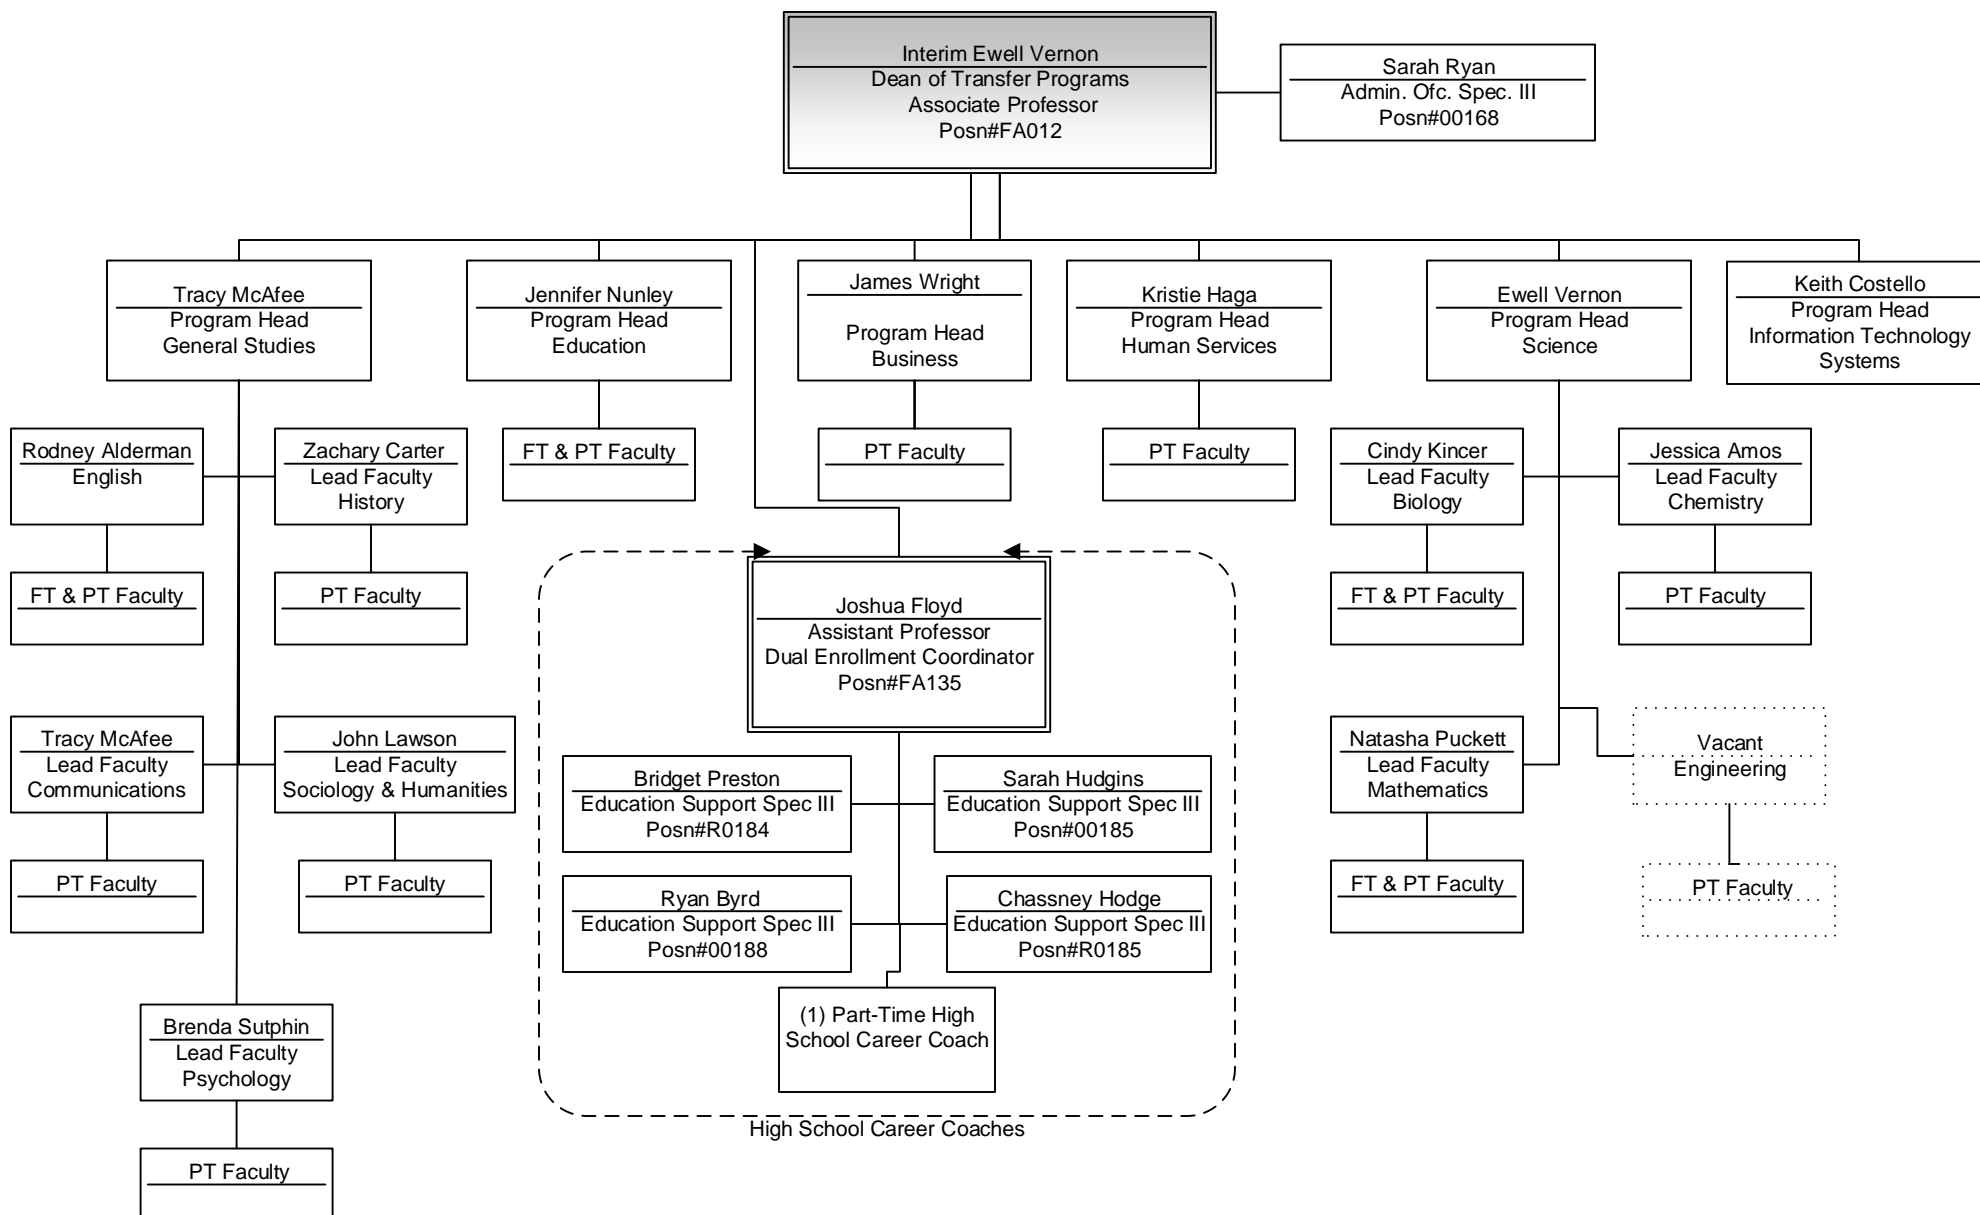 Interim Ewell Vernon
Dean of Transfer Programs
Associate Professor
Posn#FA012
Sarah Ryan
Admin. Ofc. Spec. III
Posn#00168
Tracy McAfee
Program Head
General Studies
Jennifer Nunley
Program Head
Education
James Wright
Program Head
Business
Kristie Haga
Program Head
Human Services
Ewell Vernon
Program Head
Science
Keith Costello
Program Head
Information Technology
Systems
Rodney Alderman
English
Zachary Carter
Lead Faculty
History
FT & PT Faculty
PT Faculty
PT Faculty
Cindy Kincer
Lead Faculty
Biology
Jessica Amos
Lead Faculty
Chemistry
FT & PT Faculty
PT Faculty
Joshua Floyd
Assistant Professor
Dual Enrollment Coordinator
Posn#FA135
FT & PT Faculty
PT Faculty
Tracy McAfee
Lead Faculty
Communications
John Lawson
Lead Faculty
Sociology & Humanities
Bridget Preston
Education Support Spec III
Posn#R0184
Sarah Hudgins
Education Support Spec III
Posn#00185
Natasha Puckett
Lead Faculty
Mathematics
Vacant
Engineering
PT Faculty
PT Faculty
Ryan Byrd
Education Support Spec III
Posn#00188
Chassney Hodge
Education Support Spec III
Posn#R0185
FT & PT Faculty
PT Faculty
(1) Part-Time High
School Career Coach
Brenda Sutphin
Lead Faculty
Psychology
High School Career Coaches
PT Faculty